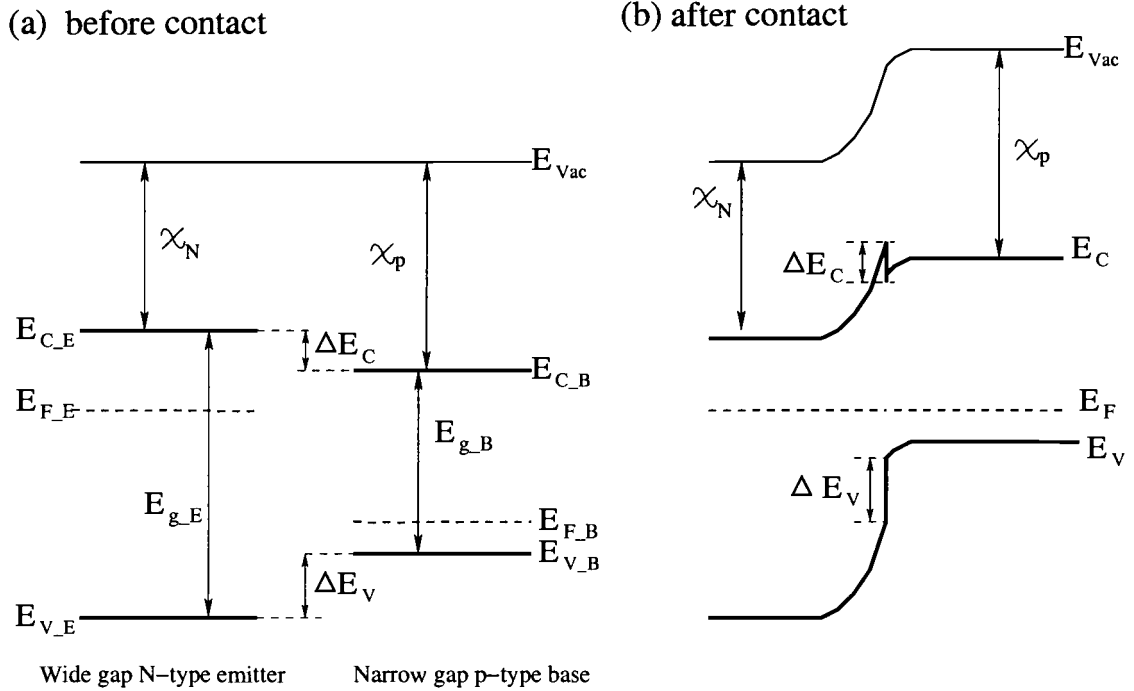 (a) before contact
(b) after contact
E_Vac
E_Vac
χ_N
χ_p
χ_N
χ_p
E_C_E
ΔE_C
E_C_B
ΔE_C
E_C
E_F_E
E_g_B
E_F
E_g_E
E_F_B
E_V
ΔE_V
E_V_B
Δ E_V
E_V_E
Wide gap N-type emitter
Narrow gap p-type base